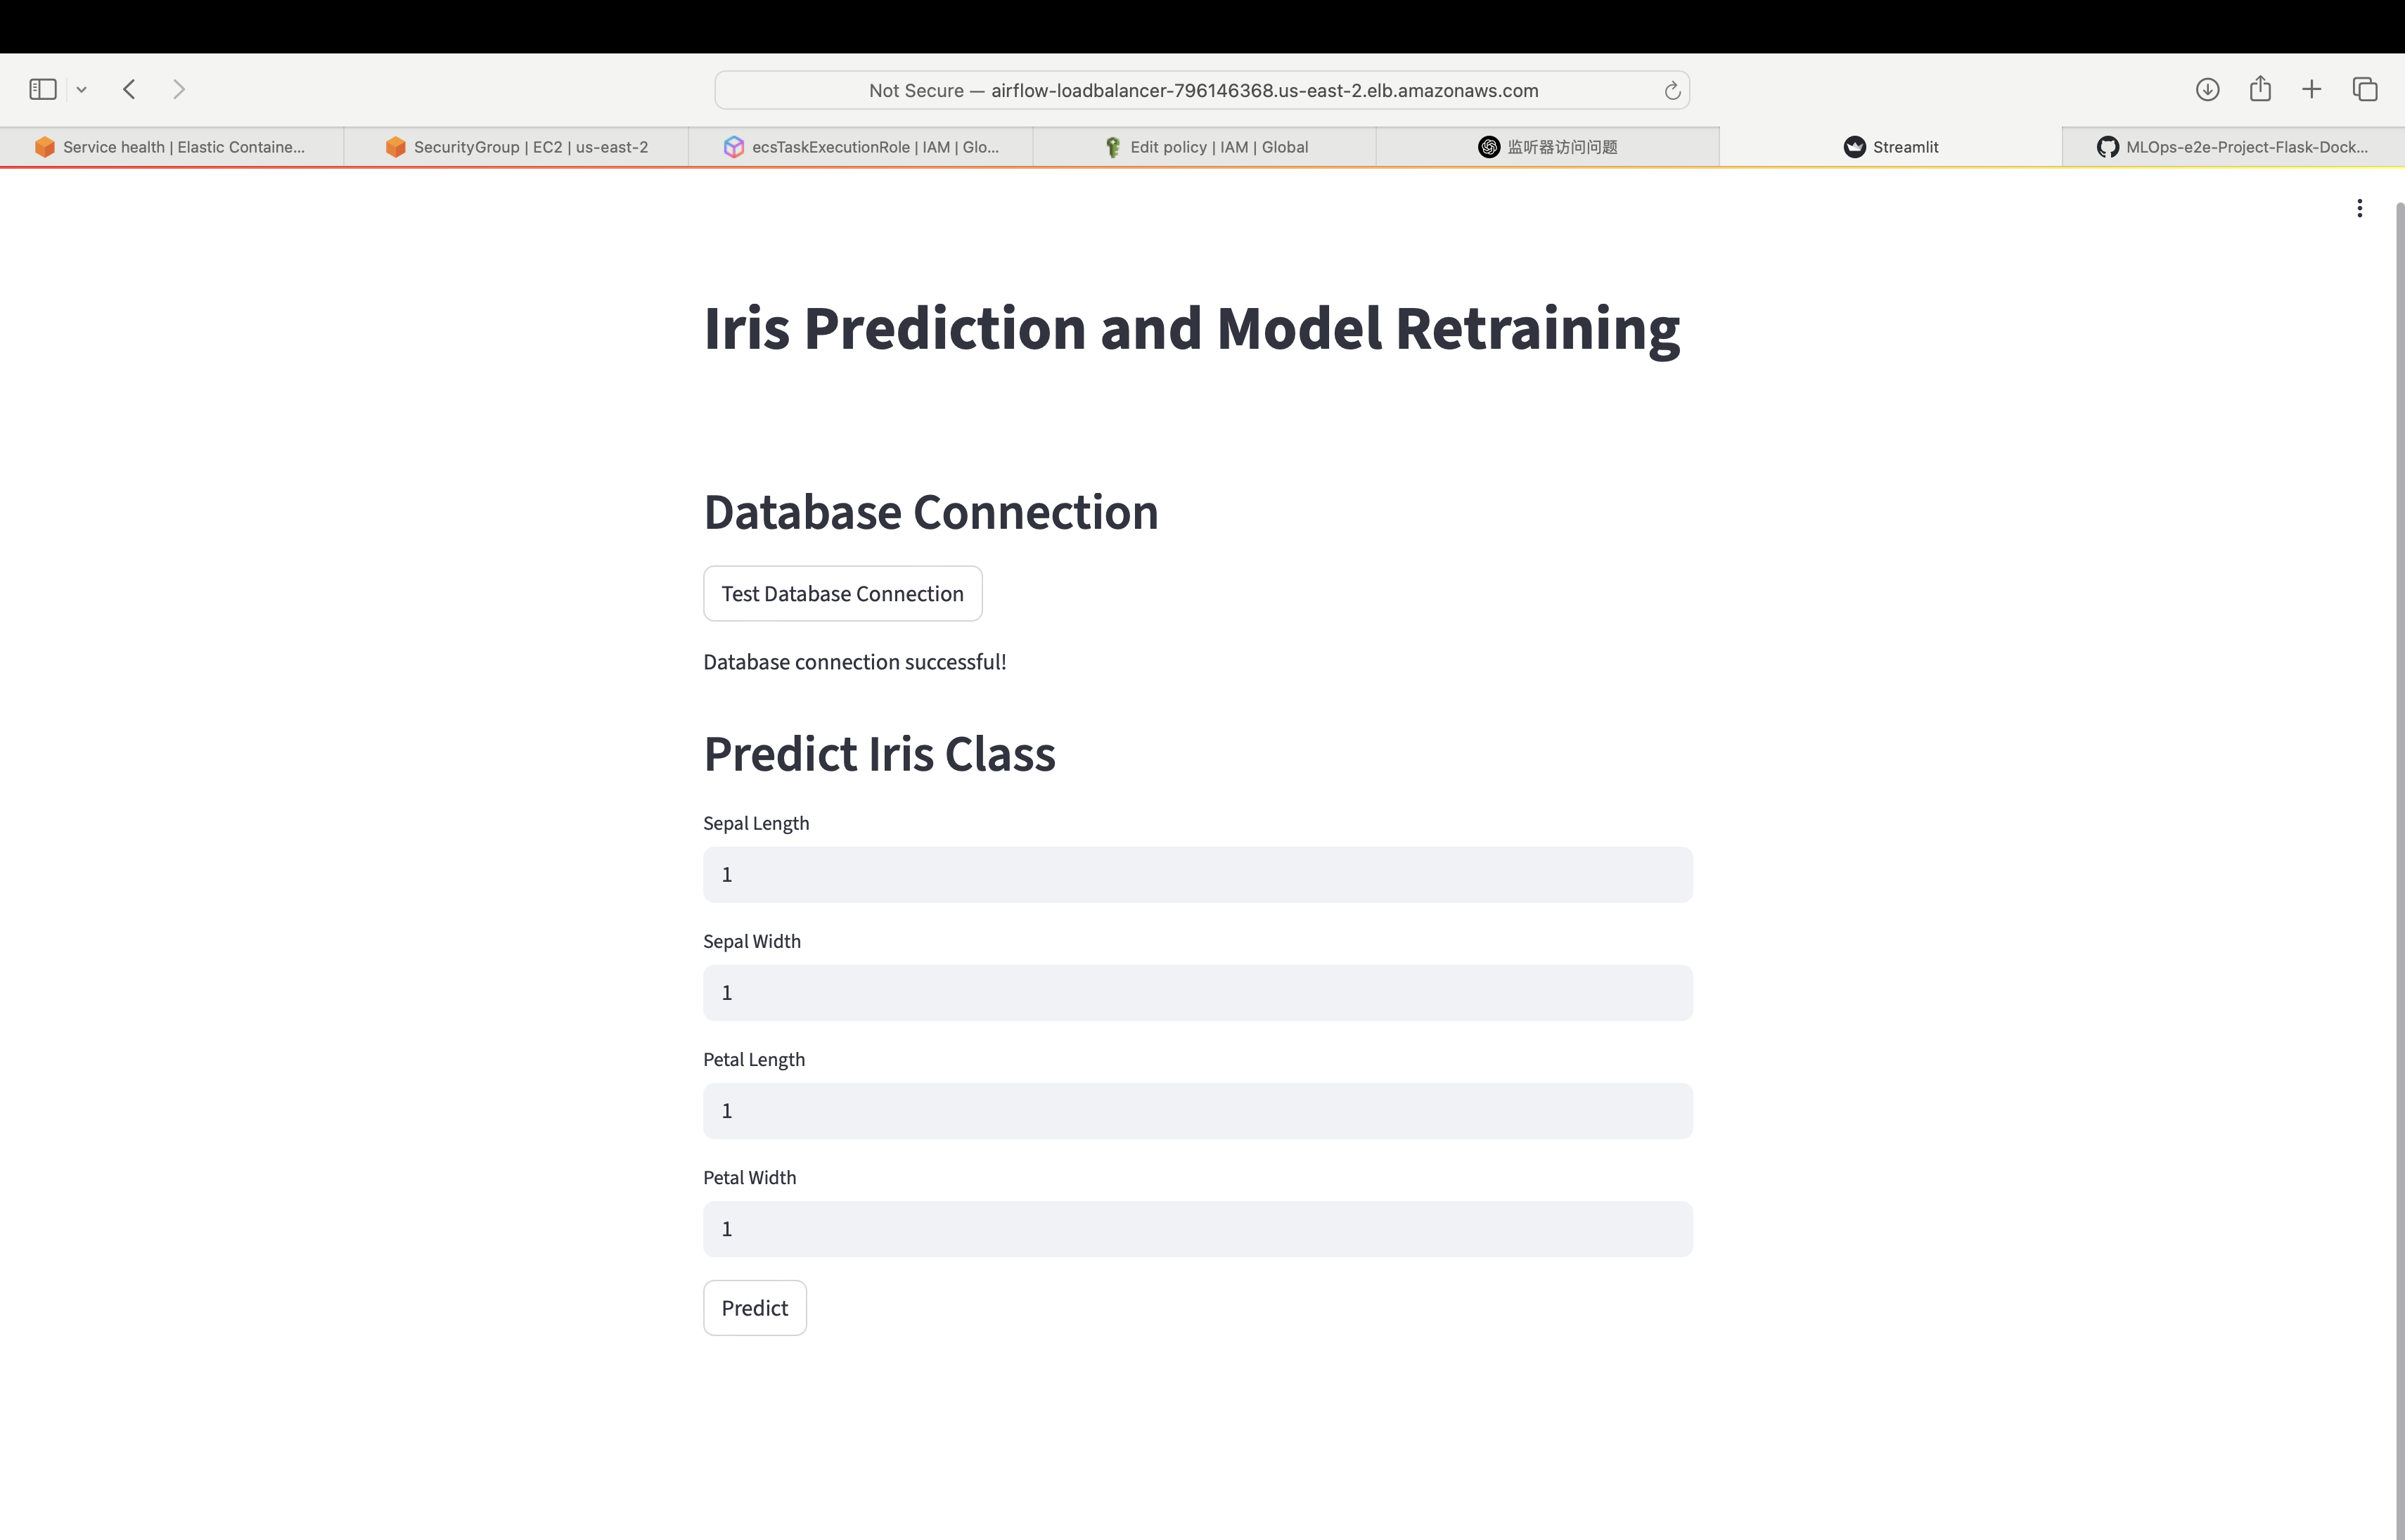 Not Secure — airflow-loadbalancer-796146368.us-east-2.elb.amazonaws.com
Service health | Elastic Containe...
SecurityGroup | EC2 | us-east-2
ecsTaskExecutionRole | IAM | Glo...
Edit policy | IAM | Global
监听器访问问题
Streamlit
MLOps-e2e-Project-Flask-Dock...
Iris Prediction and Model Retraining
Database Connection
Test Database Connection
Database connection successful!
Predict Iris Class
Sepal Length
1
Sepal Width
1
Petal Length
1
Petal Width
1
Predict